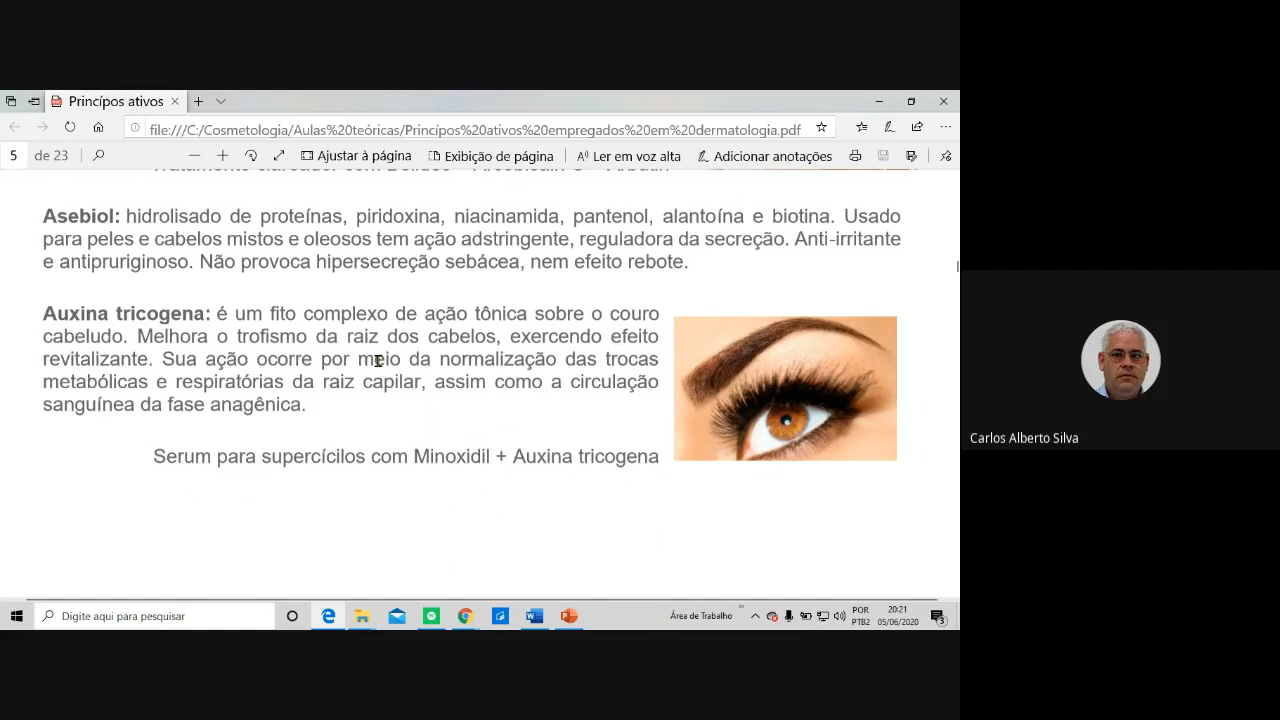 Princípos ativos
file:///C:/Cosmetologia/Aulas%20teóricas/Princípos%20ativos%20empregados%20em%20dermatologia.pdf
5 de 23 Ajustar à página Exibição de página Ler em voz alta Adicionar anotações
Asebiol: hidrolisado de proteínas, piridoxina, niacinamida, pantenol, alantoína e biotina. Usado
para peles e cabelos mistos e oleosos tem ação adstringente, reguladora da secreção. Anti-irritante
e antipruriginoso. Não provoca hipersecreção sebácea, nem efeito rebote.
Auxina tricogena: é um fito complexo de ação tônica sobre o couro
cabeludo. Melhora o trofismo da raiz dos cabelos, exercendo efeito
revitalizante. Sua ação ocorre por meio da normalização das trocas
metabólicas e respiratórias da raiz capilar, assim como a circulação
sanguínea da fase anagênica.
Serum para supercícilos com Minoxidil + Auxina tricogena
Carlos Alberto Silva
Digite aqui para pesquisar
Área de Trabalho
POR
PTB2
20:21
05/06/2020
3